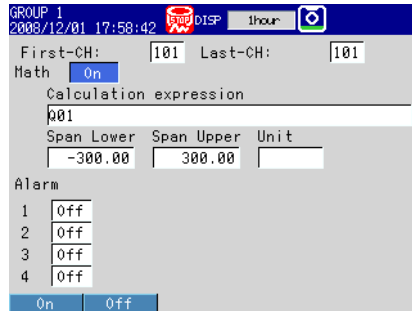 GROUP 1
2008/12/01 17:58:42 STOP DISP 1hour
First-CH: 101 Last-CH: 101
Math On
Calculation expression
Q01
Span Lower Span Upper Unit
-300.00 300.00
Alarm
1 Off
2 Off
3 Off
4 Off
On Off